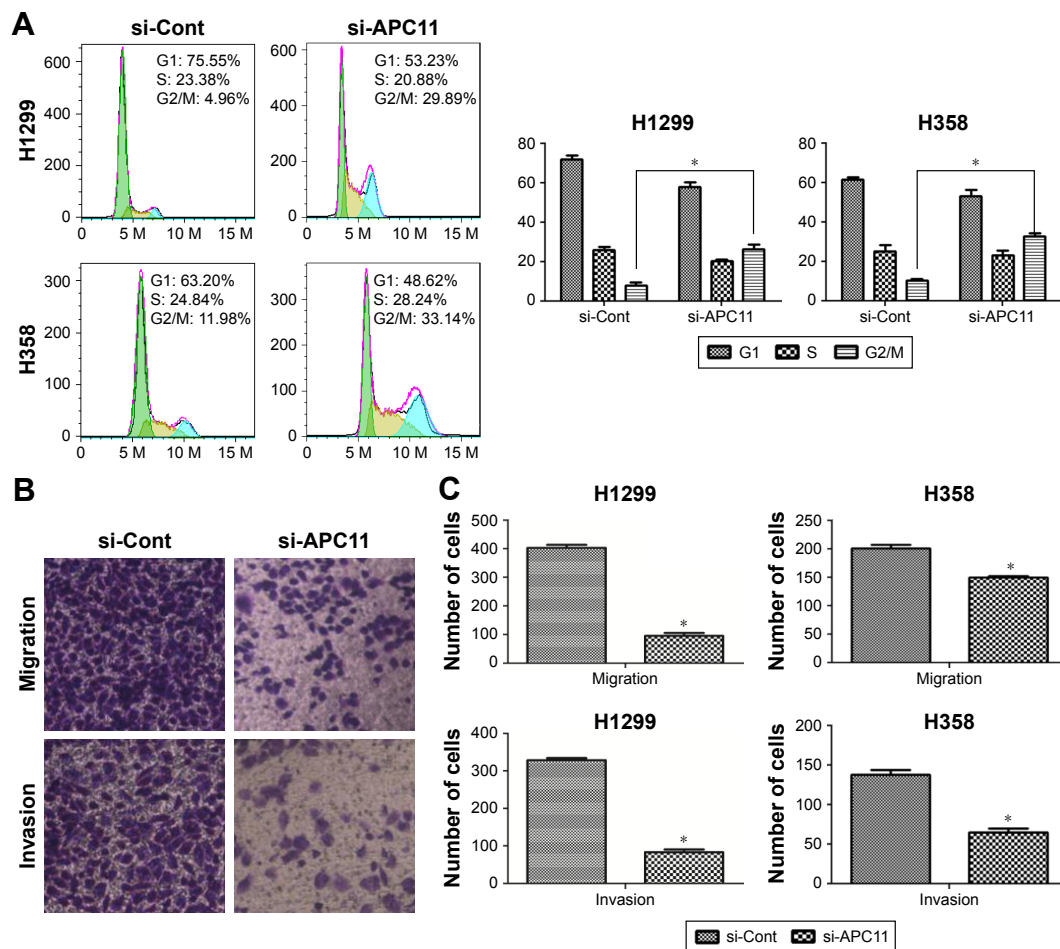 A
si-Cont
si-APC11
H1299
600
400
200
0
G1: 75.55%
S: 23.38%
G2/M: 4.96%
0 5 M 10 M 15 M
600
400
200
0
G1: 53.23%
S: 20.88%
G2/M: 29.89%
0 5 M 10 M 15 M
H358
300
200
100
0
G1: 63.20%
S: 24.84%
G2/M: 11.98%
0 5 M 10 M 15 M
300
200
100
0
G1: 48.62%
S: 28.24%
G2/M: 33.14%
0 5 M 10 M 15 M
H1299
80
60
40
20
0
*
si-Cont si-APC11
H358
80
60
40
20
0
*
si-Cont si-APC11
G1 S G2/M
B
si-Cont
si-APC11
Migration
Invasion
C
H1299
Number of cells
500
400
300
200
100
0
*
Migration
H358
Number of cells
250
200
150
100
50
0
*
Migration
H1299
Number of cells
400
300
200
100
0
*
Invasion
H358
Number of cells
200
150
100
50
0
*
Invasion
si-Cont si-APC11